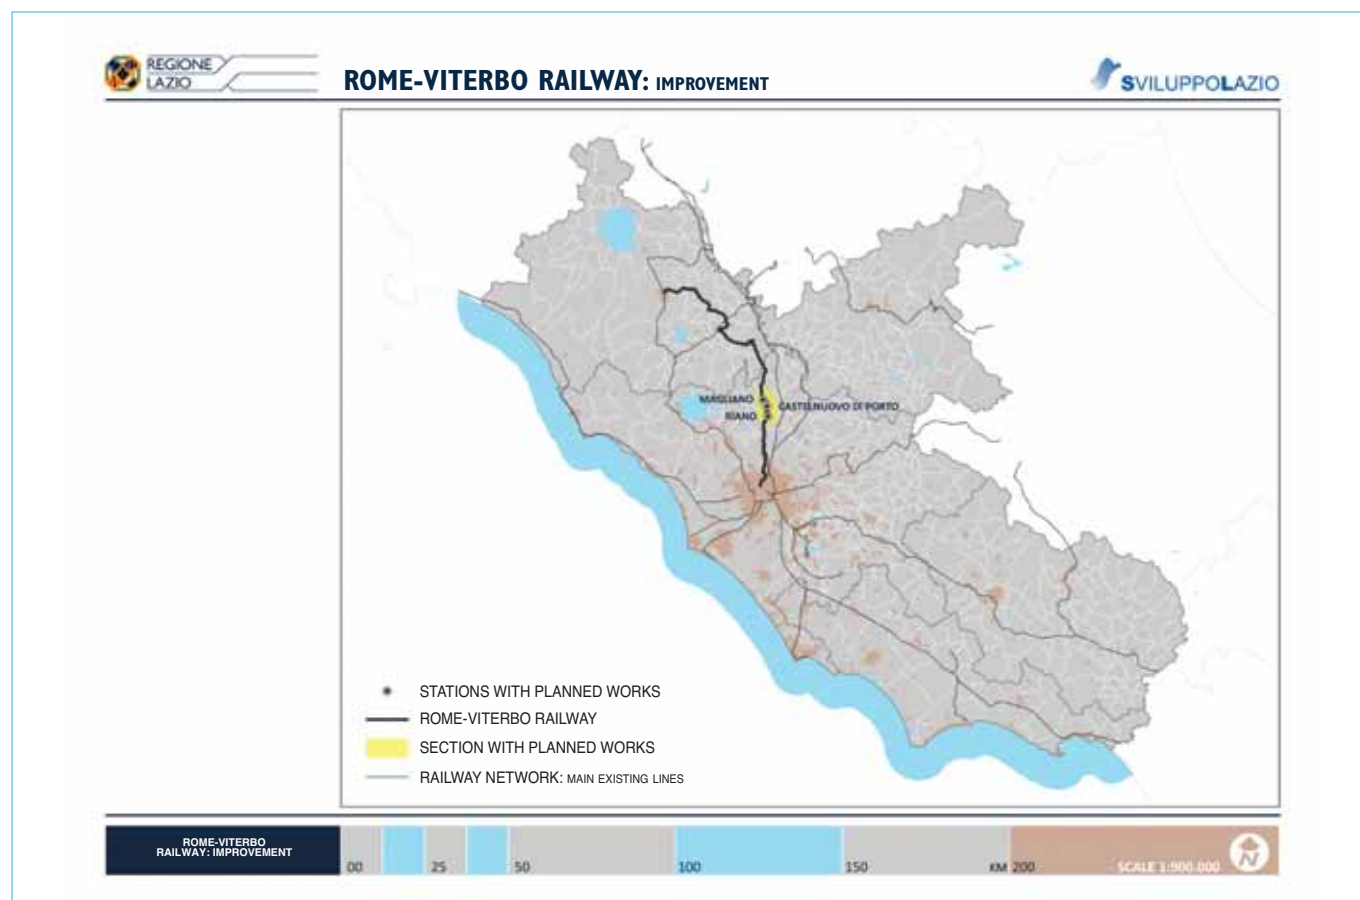 REGIONE
LAZIO
ROME-VITERBO RAILWAY: IMPROVEMENT
SVILUPPOLAZIO
MAGLIANO
RIANO
CASTELNUOVO DI PORTO
STATIONS WITH PLANNED WORKS
ROME-VITERBO RAILWAY
SECTION WITH PLANNED WORKS
RAILWAY NETWORK: MAIN EXISTING LINES
ROME-VITERBO
RAILWAY: IMPROVEMENT
00 25 50 100 150 KM 200
SCALE 1:900.000
N